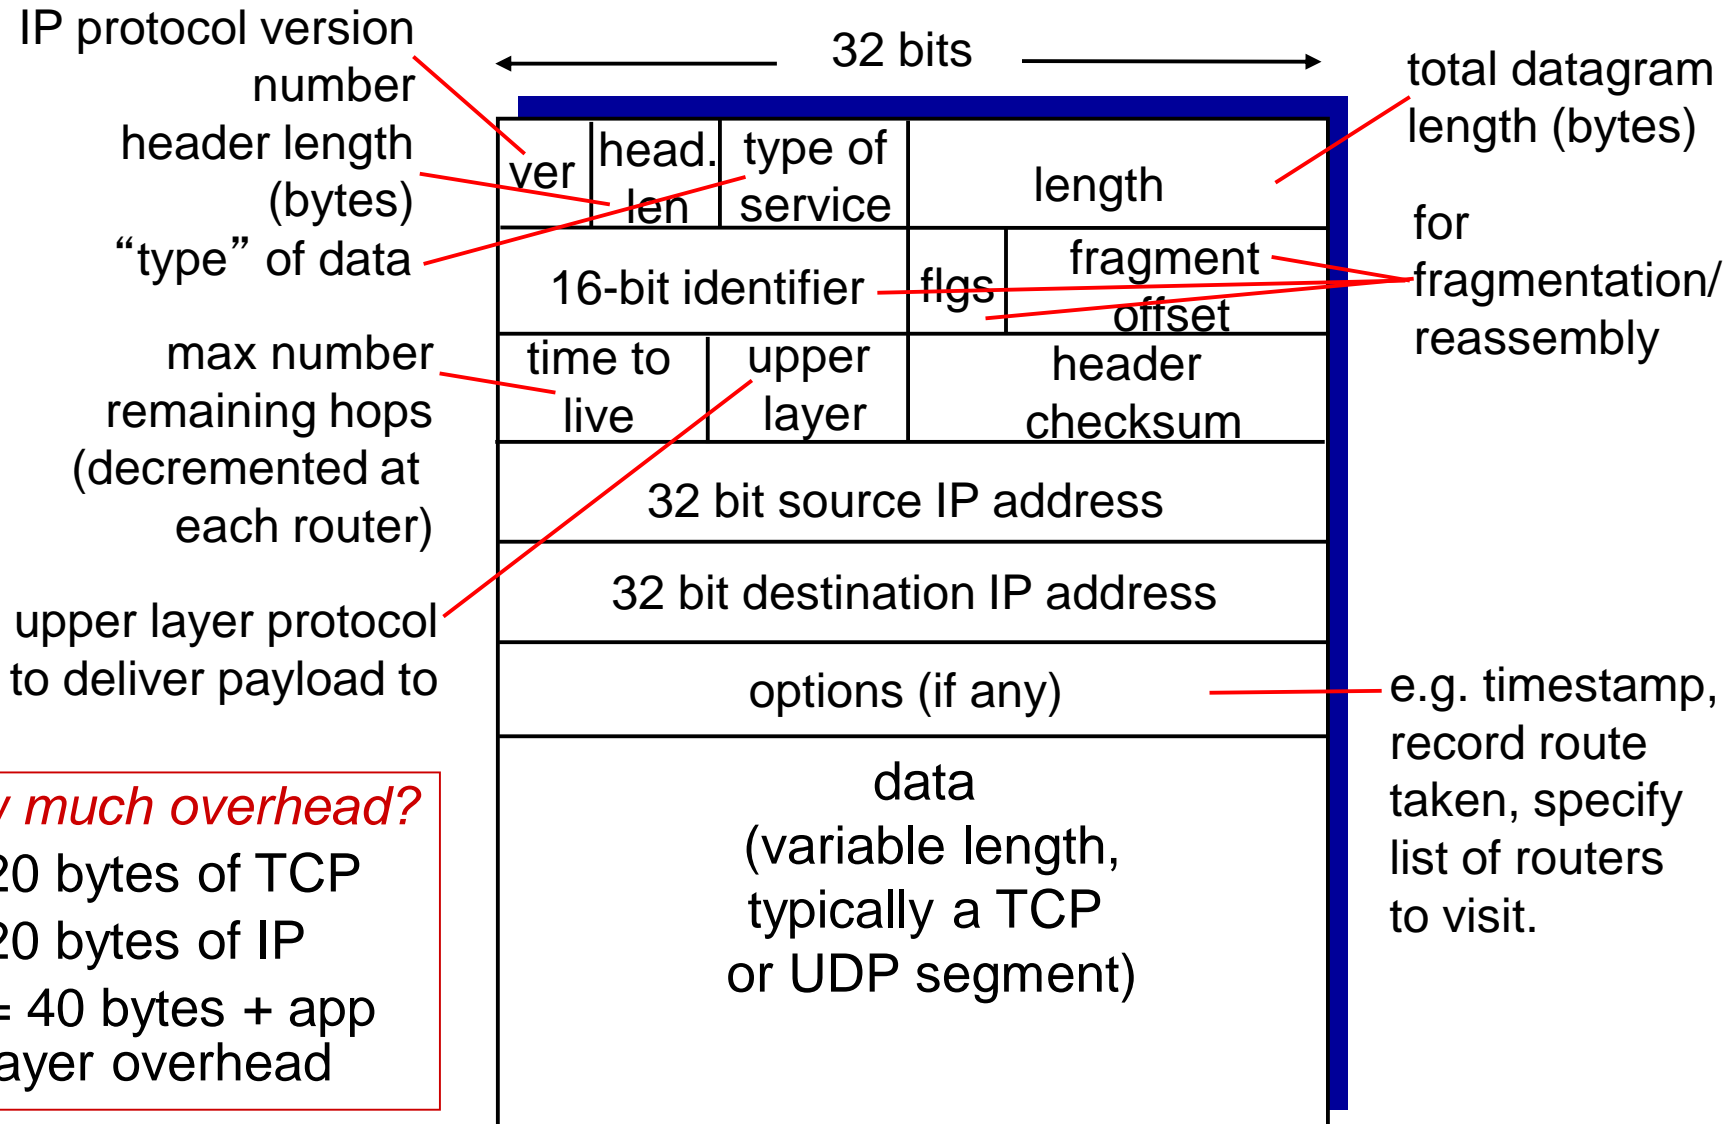 IP protocol version
number
header length
(bytes)
“type” of data
max number
remaining hops
(decremented at
each router)
upper layer protocol
to deliver payload to
32 bits
ver
head.
len
type of
service
length
16-bit identifier
flgs
fragment
offset
time to
live
upper
layer
header
checksum
32 bit source IP address
32 bit destination IP address
options (if any)
data
(variable length,
typically a TCP
or UDP segment)
total datagram
length (bytes)
for
fragmentation/
reassembly
e.g. timestamp,
record route
taken, specify
list of routers
to visit.
much overhead?
20 bytes of TCP
20 bytes of IP
= 40 bytes + app
ayer overhead